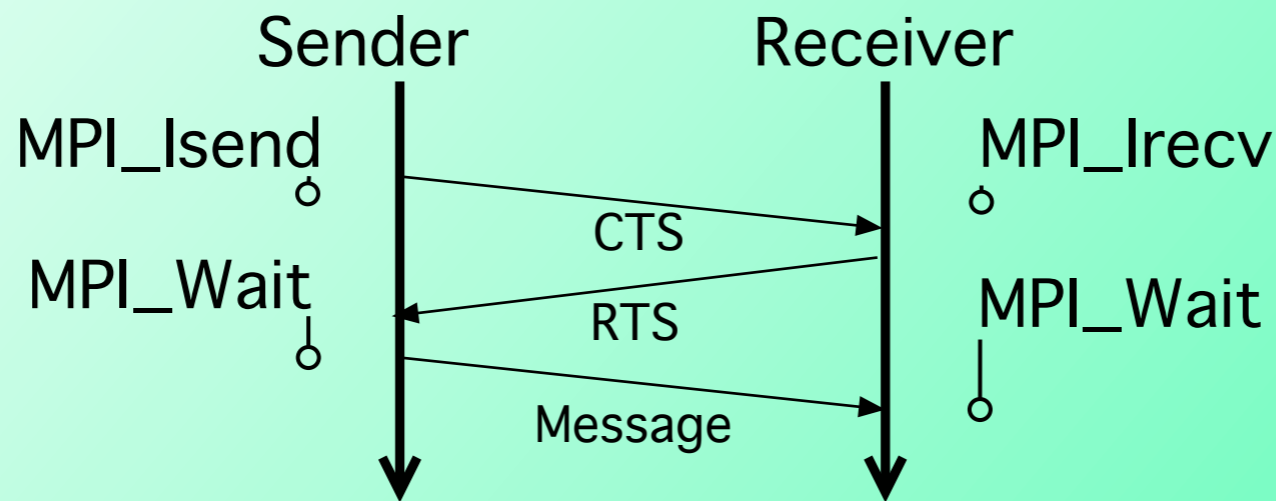 Sender
Receiver
MPI_Isend
MPI_Irecv
CTS
MPI_Wait
MPI_Wait
RTS
Message